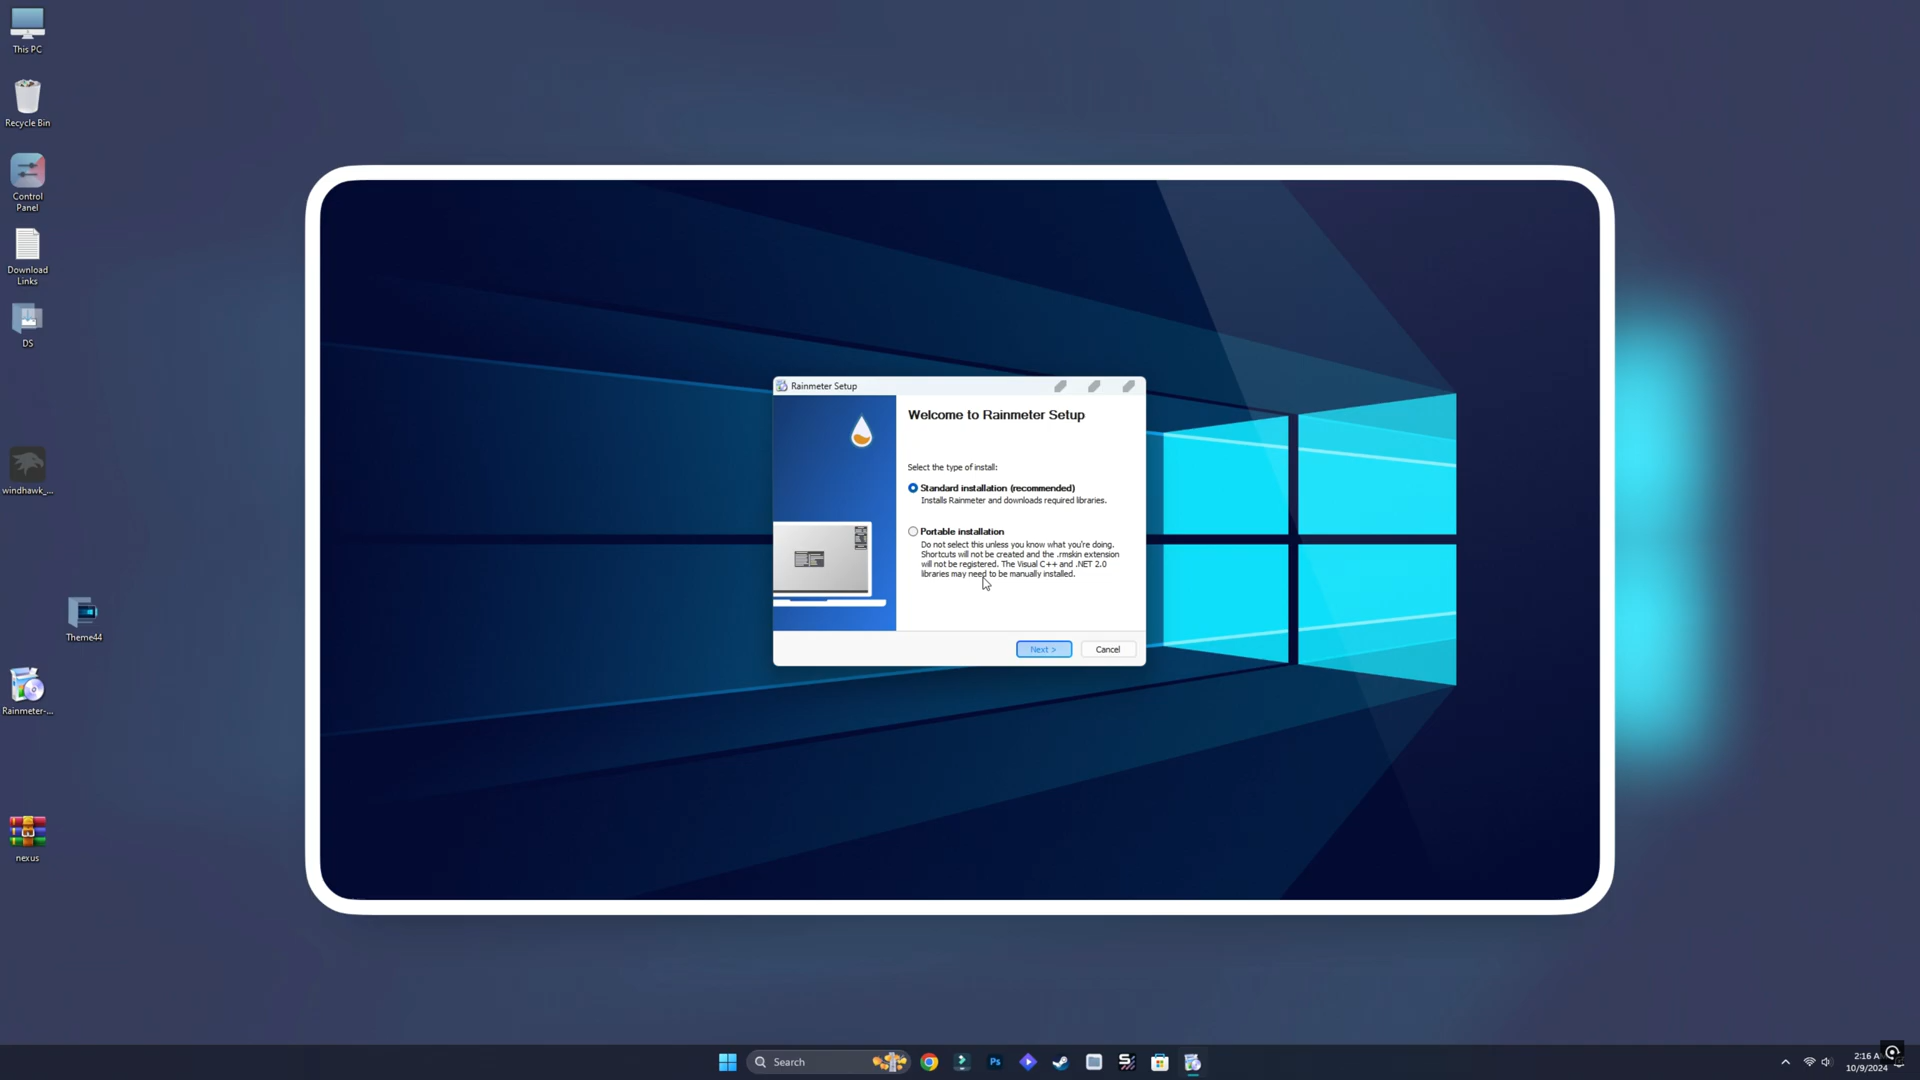 This PC
Recycle Bin
Control
Panel
Download
Links
DS
windhawk_...
Theme44
Rainmeter-...
nexus
Rainmeter Setup
Welcome to Rainmeter Setup
Select the type of install:
Standard installation (recommended)
Installs Rainmeter and downloads required libraries.
Portable installation
Do not select this unless you know what you're doing.
Shortcuts will not be created and the .rmskin extension
will not be registered. The Visual C++ and .NET 2.0
libraries may need to be manually installed.
Next >
Cancel
Search
Ps
2:16 A
10/9/2024